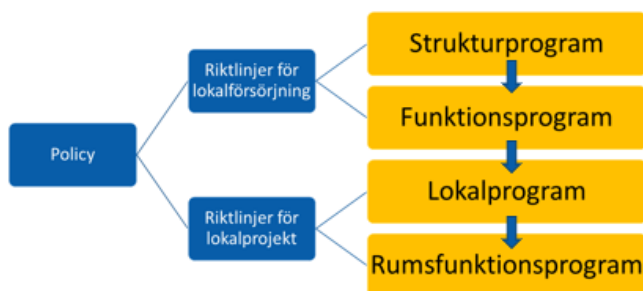 Policy
Riktlinjer för
lokalförsörjning
Riktlinjer för
lokalprojekt
Strukturprogram
Funktionsprogram
Lokalprogram
Rumsfunktionsprogram